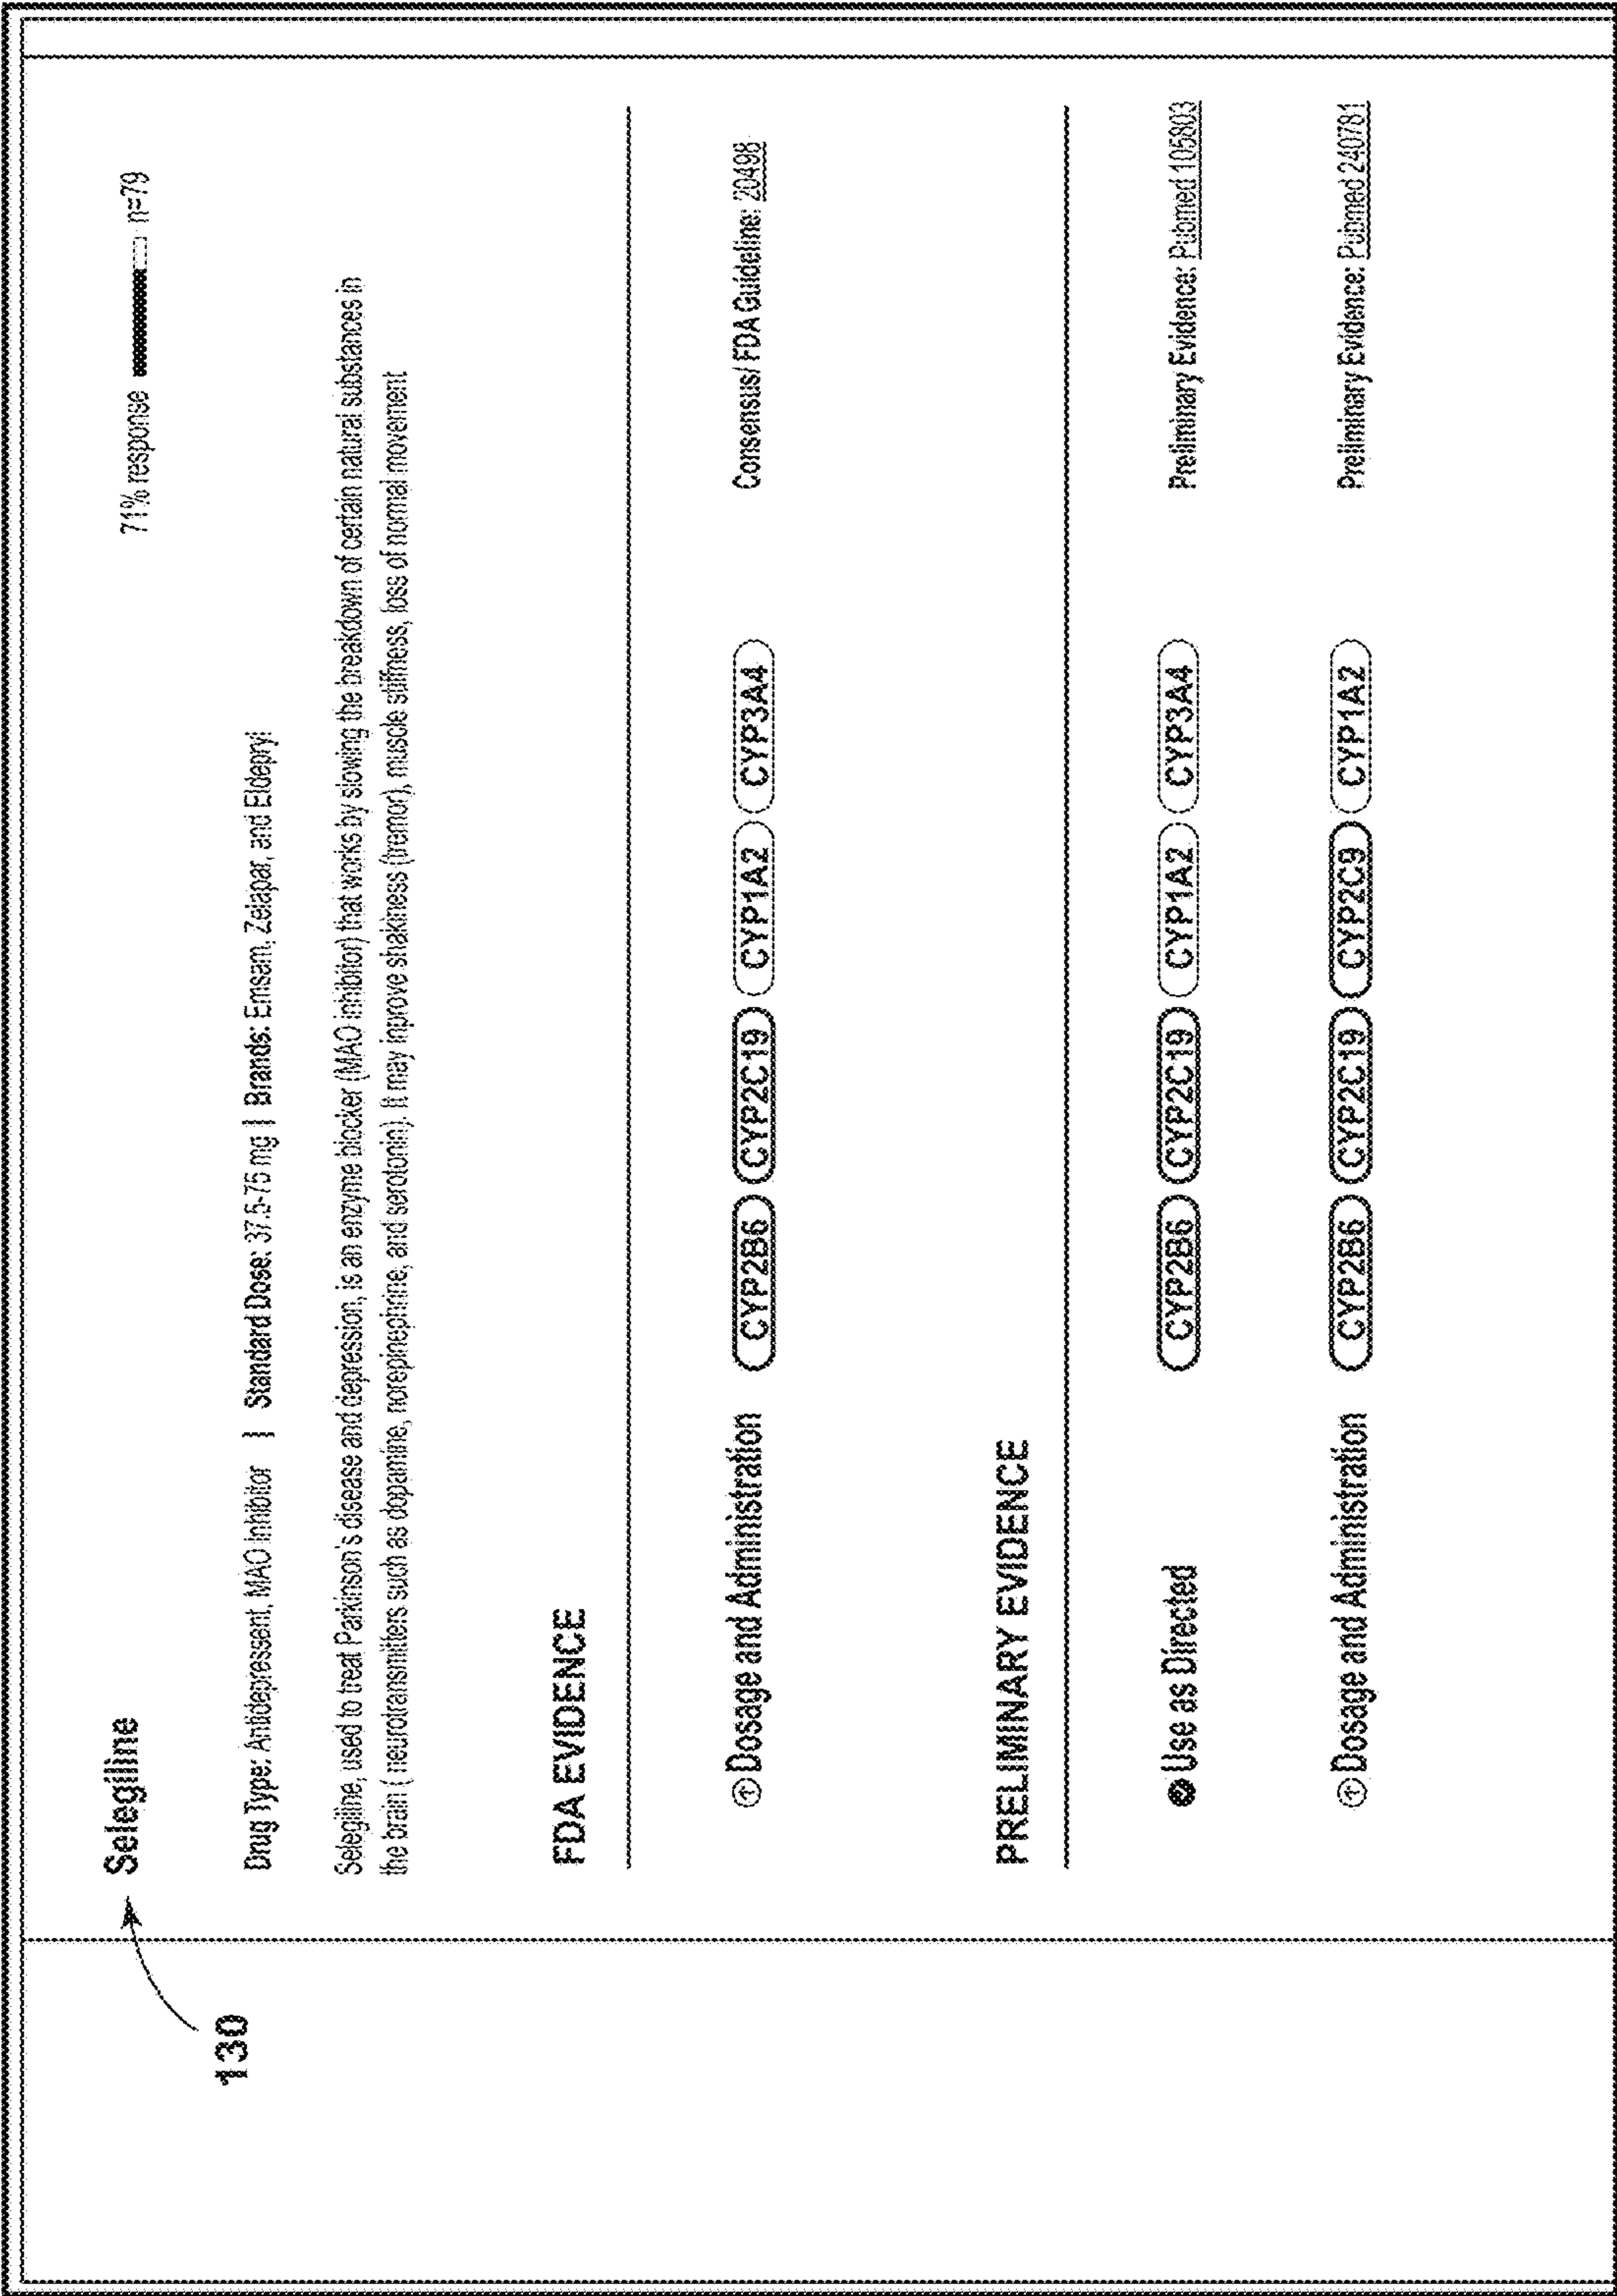 130
Selegiline
71% response n=79
Drug Type: Antidepressant, MAO Inhibitor | Standard Dose: 37.5-75 mg | Brands: Emsam, Zelapar, and Eldepryl
Selegiline, used to treat Parkinson's disease and depression, is an enzyme blocker (MAO inhibitor) that works by slowing the breakdown of certain natural substances in
the brain ( neurotransmitters such as dopamine, norepinephrine, and serotonin). It may inprove shakiness (tremor), muscle stiffness, loss of normal movement
FDA EVIDENCE
Dosage and Administration CYP2B6 CYP2C19 CYP1A2 CYP3A4 Consensus/ FDA Guideline: 20498
PRELIMINARY EVIDENCE
Use as Directed CYP2B6 CYP2C19 CYP1A2 CYP3A4 Preliminary Evidence: Pubmed 105803
Dosage and Administration CYP2B6 CYP2C19 CYP2C9 CYP1A2 Preliminary Evidence: Pubmed 240781